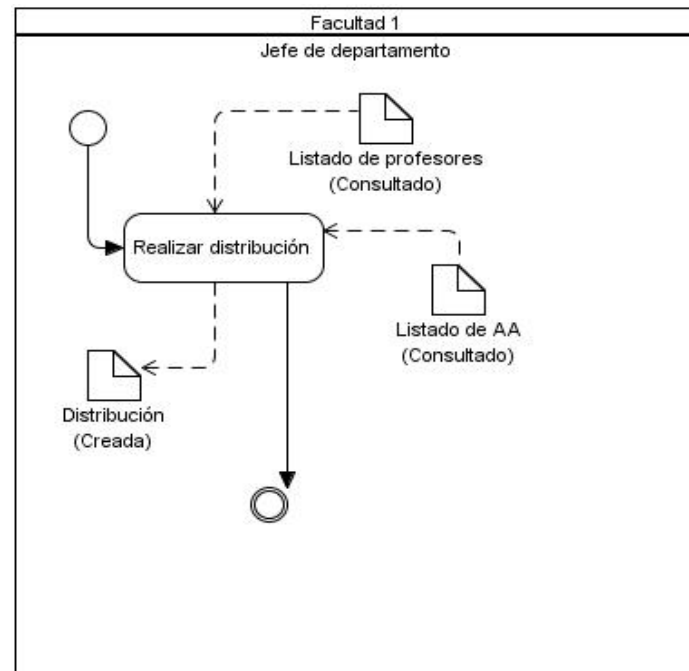 Facultad 1
Jefe de departamento
Listado de profesores
(Consultado)
Realizar distribución
Listado de AA
(Consultado)
Distribución
(Creada)